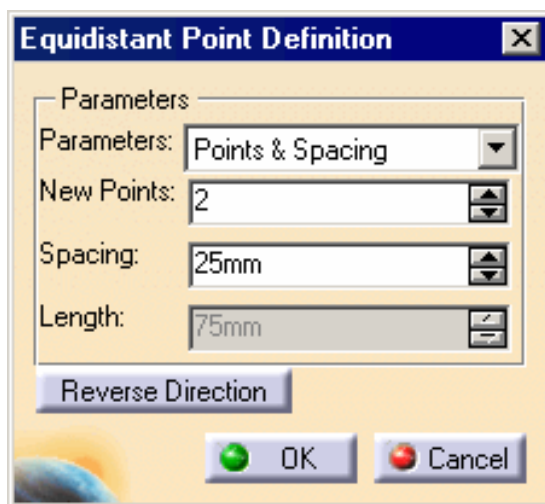 Equidistant Point Definition
Parameters
Parameters: Points & Spacing
New Points: 2
Spacing: 25mm
Length: 75mm
Reverse Direction
OK Cancel